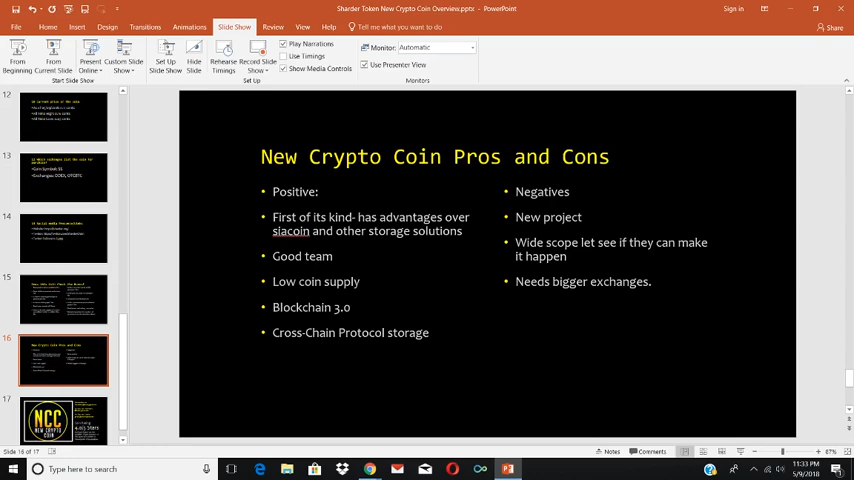 Sharder Token New Crypto Coin Overview.pptx - PowerPoint
Sign in
File Home Insert Design Transitions Animations Slide Show Review View Help Tell me what you want to do
Share
From Beginning
From Current Slide
Present Online
Custom Slide Show
Start Slide Show
Set Up Slide Show
Hide Slide
Rehearse Timings
Record Slide Show
Play Narrations
Use Timings
Show Media Controls
Set Up
Monitor: Automatic
Use Presenter View
Monitors
12
13
14
15
16
17
NCC
NEW CRYPTO
COIN
New Crypto Coin Pros and Cons
• Positive:
• First of its kind- has advantages over
siacoin and other storage solutions
• Good team
• Low coin supply
• Blockchain 3.0
• Cross-Chain Protocol storage
• Negatives
• New project
• Wide scope let see if they can make
it happen
• Needs bigger exchanges.
Slide 16 of 17
Notes
Comments
87%
Type here to search
11:33 PM
5/9/2018